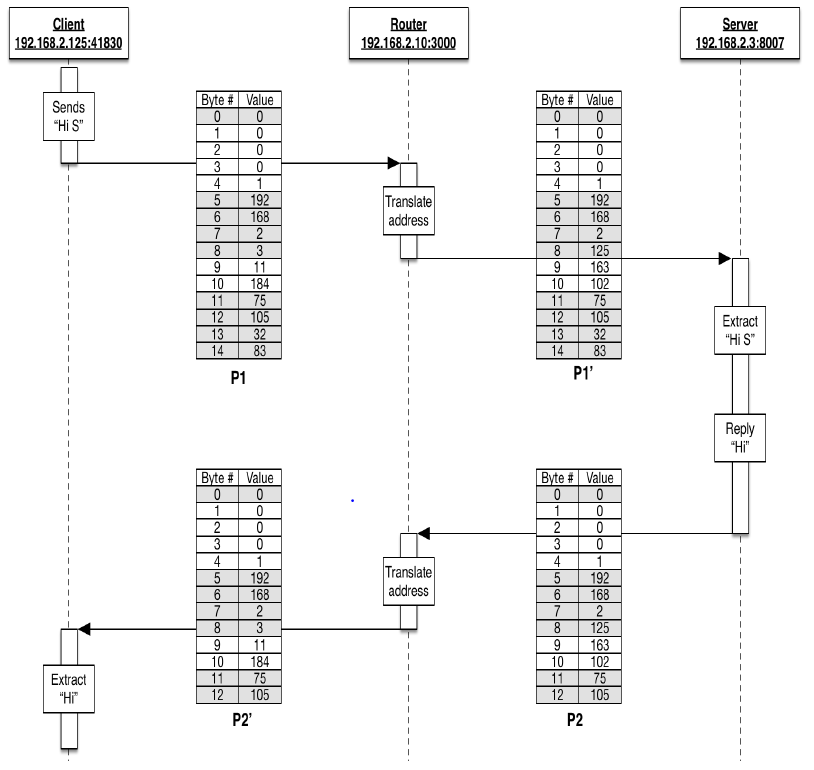 Client
192.168.2.125:41830
Router
192.168.2.10:3000
Server
192.168.2.3:8007
Sends
“Hi S”
Byte # Value
0 0
1 0
2 0
3 0
4 1
5 192
6 168
7 2
8 3
9 11
10 184
11 75
12 105
13 32
14 83
P1
Translate
address
Byte # Value
0 0
1 0
2 0
3 0
4 1
5 192
6 168
7 2
8 125
9 163
10 102
11 75
12 105
13 32
14 83
P1’
Extract
“Hi S”
Reply
“Hi”
Byte # Value
0 0
1 0
2 0
3 0
4 1
5 192
6 168
7 2
8 125
9 163
10 102
11 75
12 105
P2
Translate
address
Byte # Value
0 0
1 0
2 0
3 0
4 1
5 192
6 168
7 2
8 3
9 11
10 184
11 75
12 105
P2’
Extract
“Hi”